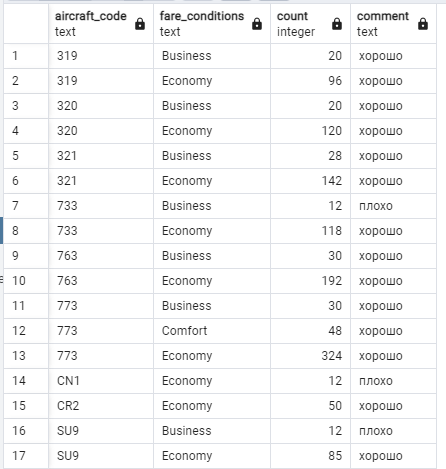 aircraft_code fare_conditions count comment
text text integer text
1 319 Business 20 хорошо
2 319 Economy 96 хорошо
3 320 Business 20 хорошо
4 320 Economy 120 хорошо
5 321 Business 28 хорошо
6 321 Economy 142 хорошо
7 733 Business 12 плохо
8 733 Economy 118 хорошо
9 763 Business 30 хорошо
10 763 Economy 192 хорошо
11 773 Business 30 хорошо
12 773 Comfort 48 хорошо
13 773 Economy 324 хорошо
14 CN1 Economy 12 плохо
15 CR2 Economy 50 хорошо
16 SU9 Business 12 плохо
17 SU9 Economy 85 хорошо